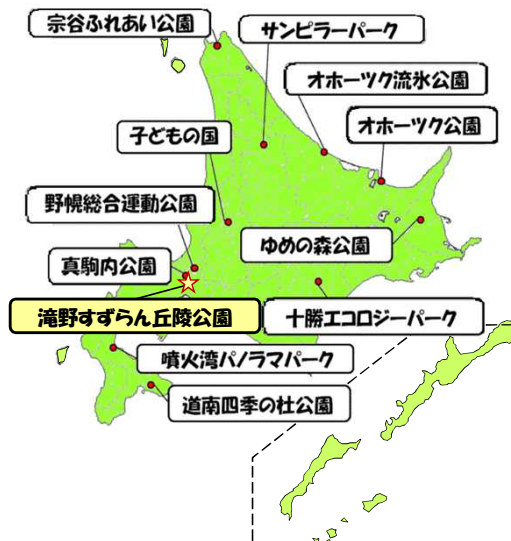 宗谷ふれあい公園
サンピラーパーク
オホーツク流氷公園
オホーツク公園
子どもの国
野幌総合運動公園
ゆめの森公園
真駒内公園
滝野すずらん丘陵公園
十勝エコロジーパーク
噴火湾パノラマパーク
道南四季の杜公園